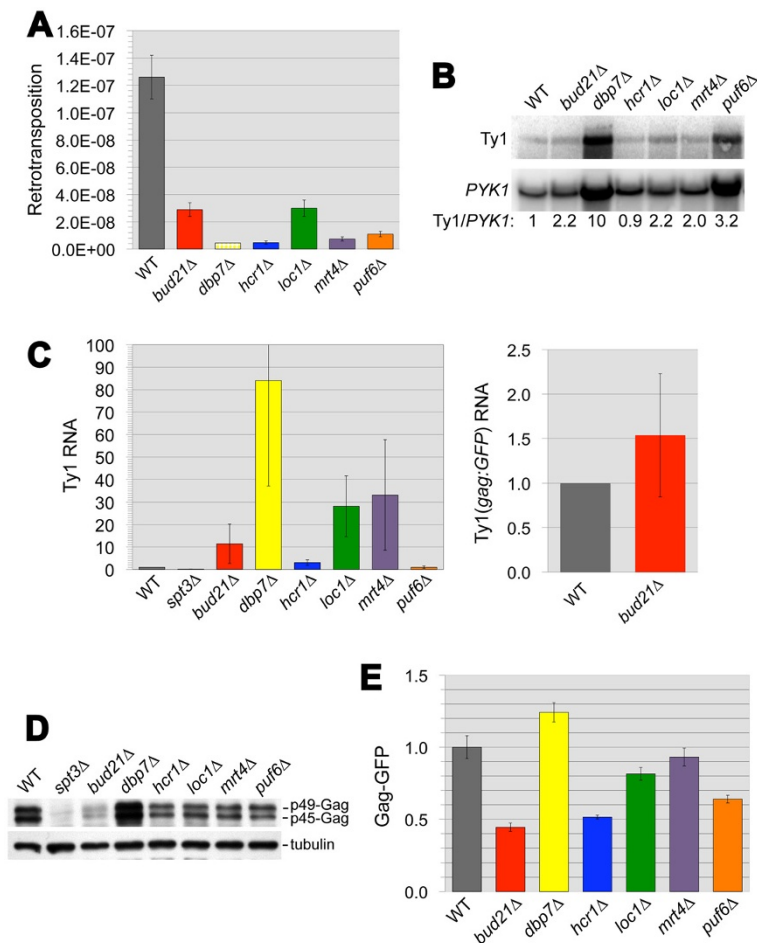 A
Retrotransposition
1.6E-07
1.4E-07
1.2E-07
1.0E-07
8.0E-08
6.0E-08
4.0E-08
2.0E-08
0.0E+00
WT
bud21Δ
dbp7Δ
hcr1Δ
loc1Δ
mrt4Δ
puf6Δ
B
WT
bud21Δ
dbp7Δ
hcr1Δ
loc1Δ
mrt4Δ
puf6Δ
Ty1
PYK1
Ty1/PYK1: 1 2.2 10 0.9 2.2 2.0 3.2
C
Ty1 RNA
100
90
80
70
60
50
40
30
20
10
0
WT
spt3Δ
bud21Δ
dbp7Δ
hcr1Δ
loc1Δ
mrt4Δ
puf6Δ
Ty1(gag:GFP) RNA
2.5
2.0
1.5
1.0
0.5
0.0
WT
bud21Δ
D
WT
spt3Δ
bud21Δ
dbp7Δ
hcr1Δ
loc1Δ
mrt4Δ
puf6Δ
p49-Gag
p45-Gag
tubulin
E
Gag-GFP
1.5
1.0
0.5
0.0
WT
bud21Δ
dbp7Δ
hcr1Δ
loc1Δ
mrt4Δ
puf6Δ